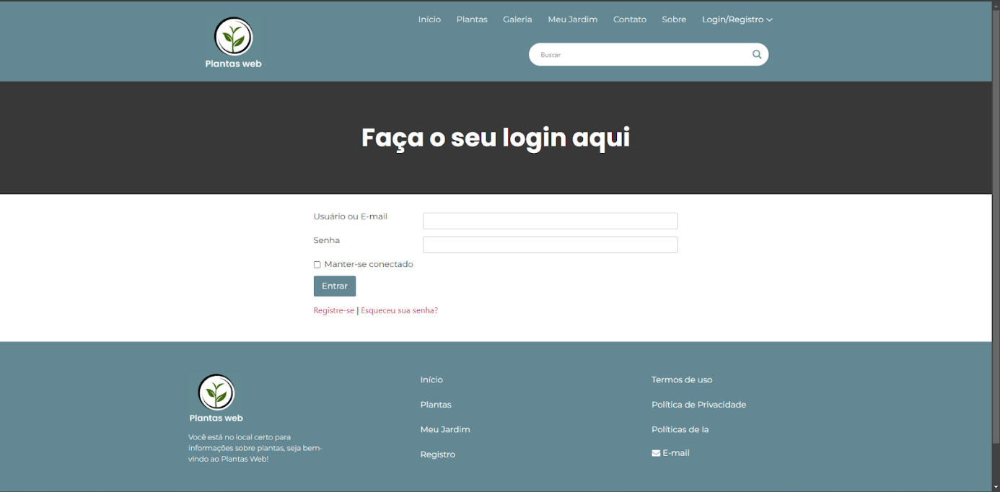 Início Plantas Galeria Meu Jardim Contato Sobre Login/Registro
Plantas web
Buscar
Faça o seu login aqui
Usuário ou E-mail
Senha
Manter-se conectado
Entrar
Registre-se | Esqueceu sua senha?
Plantas web
Você está no local certo para
informações sobre plantas, seja bem-
vindo ao Plantas Web!
Início
Plantas
Meu Jardim
Registro
Termos de uso
Política de Privacidade
Políticas de Ia
E-mail